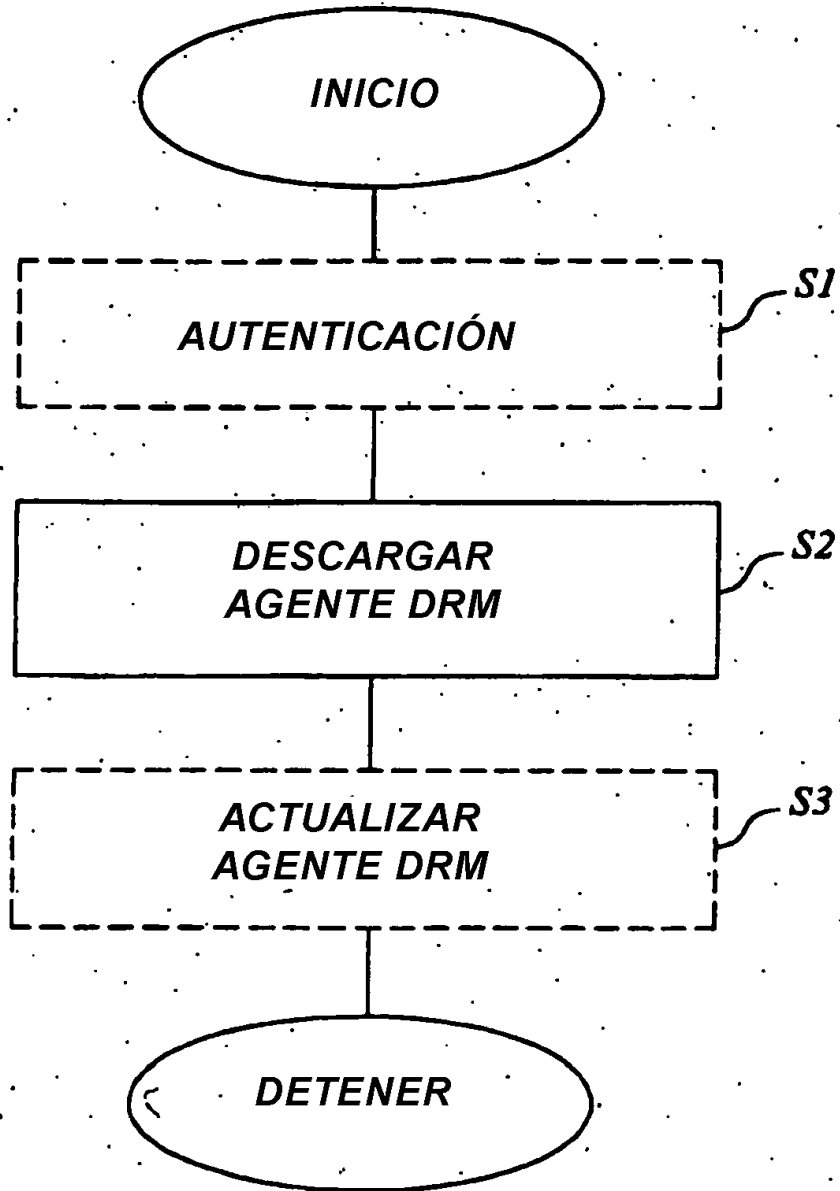 INICIO
AUTENTICACIÓN
S1
DESCARGAR
AGENTE DRM
S2
ACTUALIZAR
AGENTE DRM
S3
DETENER